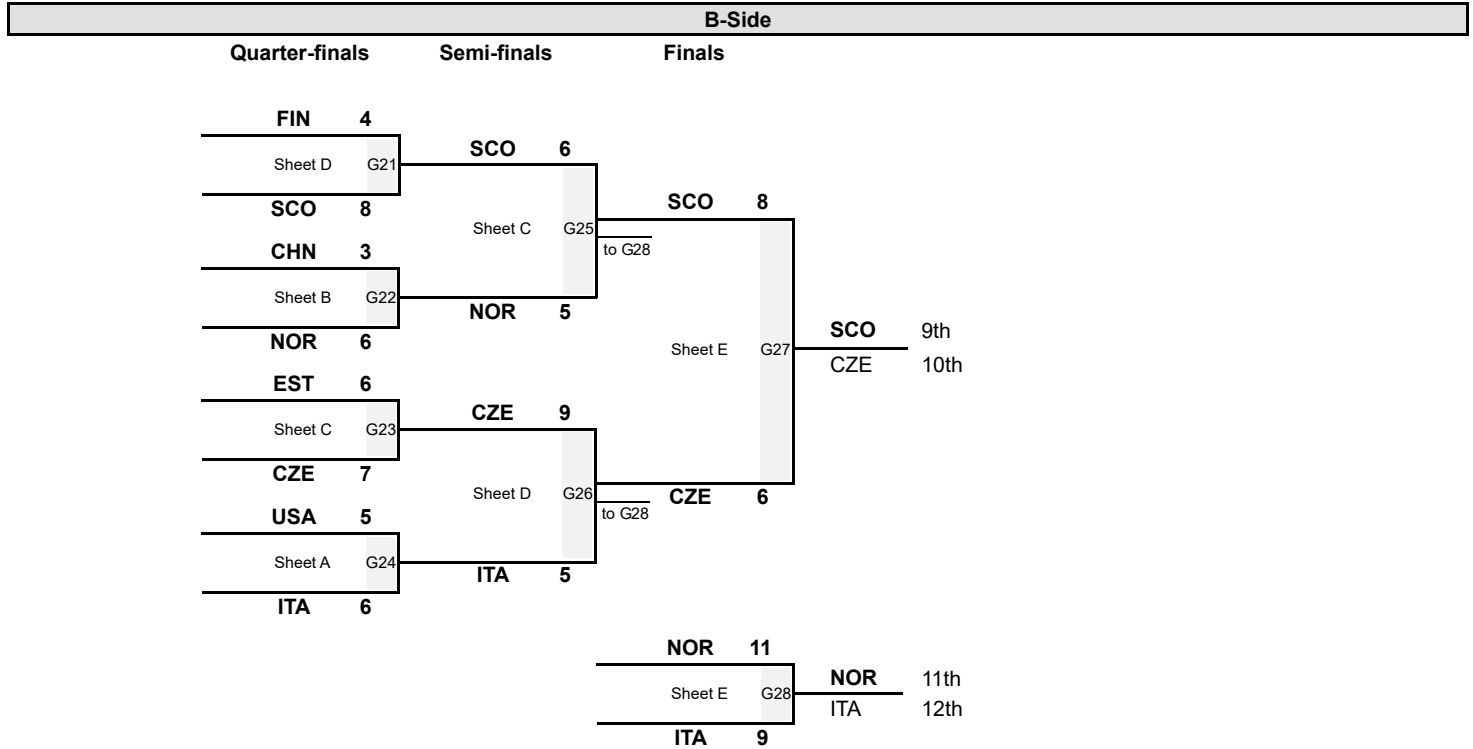 B-Side
Quarter-finals Semi-finals Finals
FIN 4
Sheet D G21
SCO 8
SCO 6
CHN 3
Sheet B G22
NOR 6
Sheet C G25
to G28
NOR 5
SCO 8
EST 6
Sheet C G23
CZE 7
CZE 9
USA 5
Sheet A G24
ITA 6
Sheet D G26
to G28
ITA 5
CZE 6
Sheet E G27
SCO 9th
CZE 10th
NOR 11
Sheet E G28
ITA 9
NOR 11th
ITA 12th